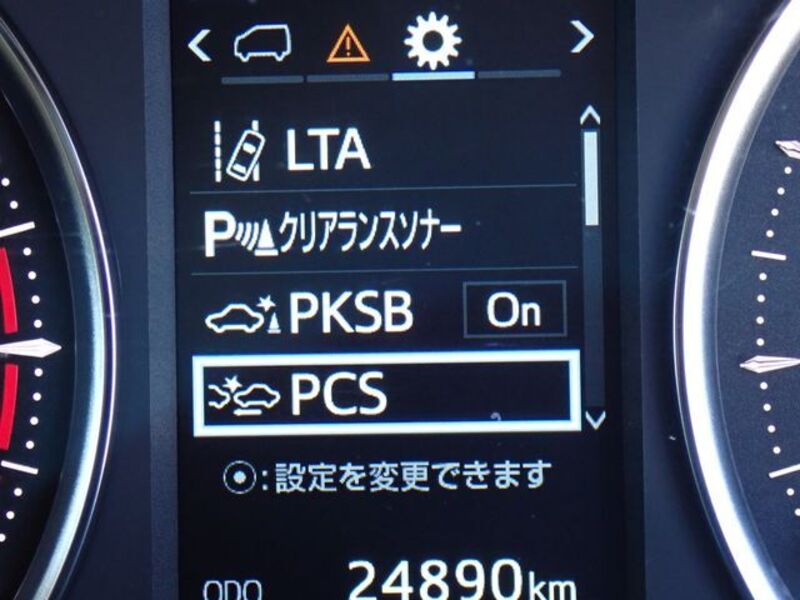 LTA
Pクリアランスソナー
PKSB On
PCS
:設定を変更できます
ODO 24890km